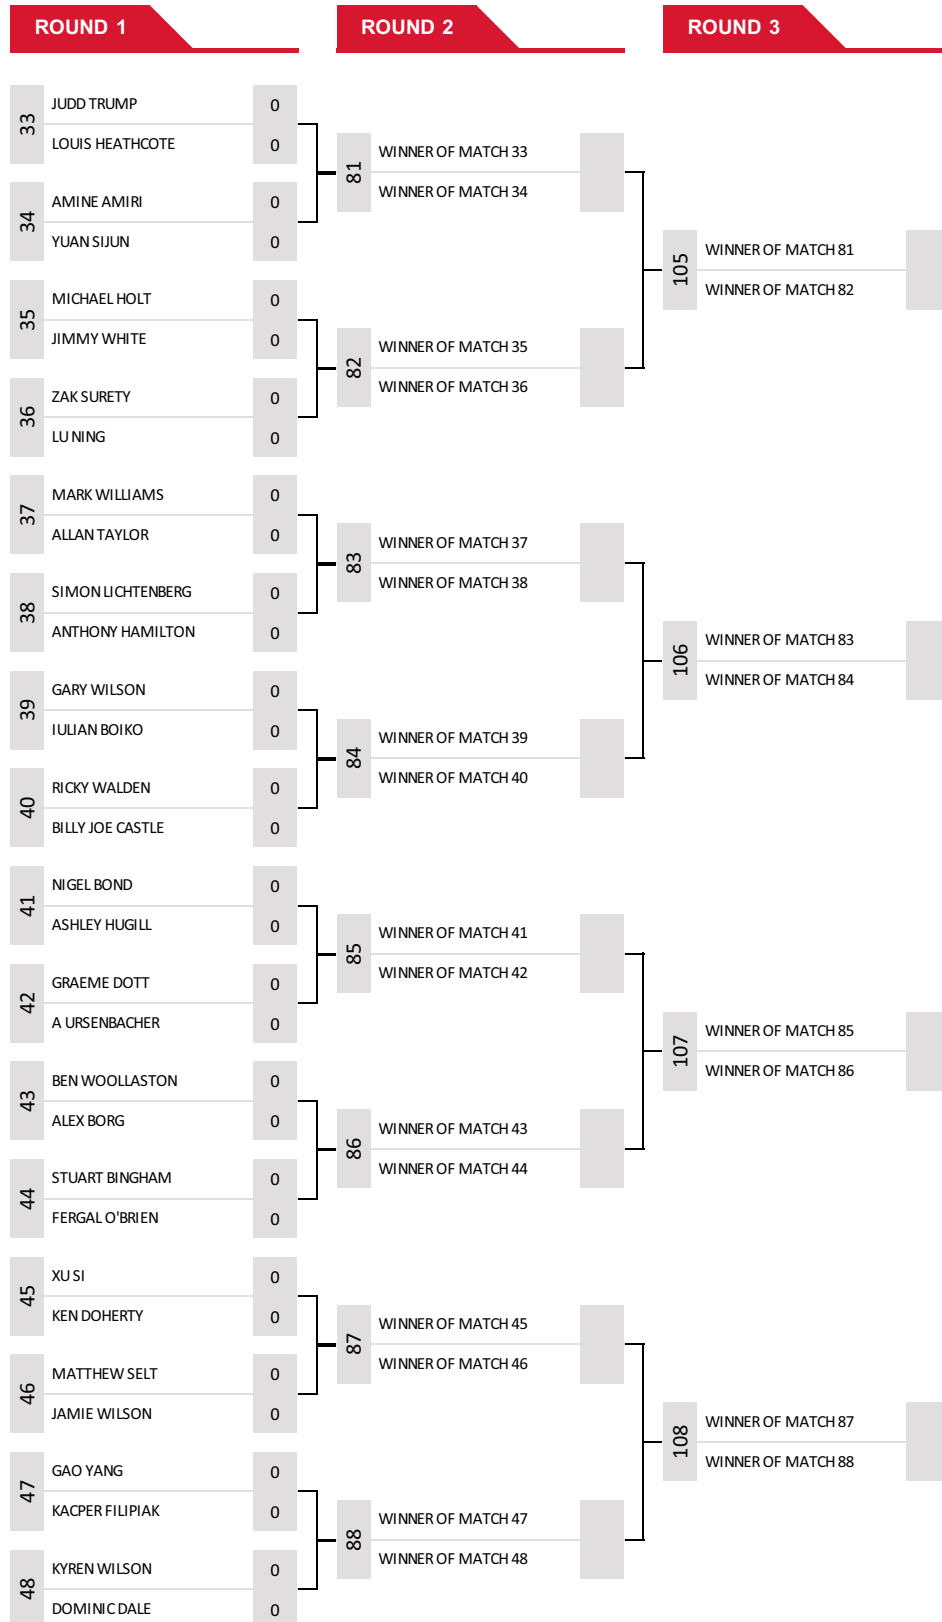 ROUND 1
ROUND 2
ROUND 3
33
JUDD TRUMP 0
LOUIS HEATHCOTE 0
34
AMINE AMIRI 0
YUAN SIJUN 0
35
MICHAEL HOLT 0
JIMMY WHITE 0
36
ZAK SURETY 0
LU NING 0
37
MARK WILLIAMS 0
ALLAN TAYLOR 0
38
SIMON LICHTENBERG 0
ANTHONY HAMILTON 0
39
GARY WILSON 0
IULIAN BOIKO 0
40
RICKY WALDEN 0
BILLY JOE CASTLE 0
41
NIGEL BOND 0
ASHLEY HUGILL 0
42
GRAEME DOTT 0
A URSENBACHER 0
43
BEN WOOLLASTON 0
ALEX BORG 0
44
STUART BINGHAM 0
FERGAL O'BRIEN 0
45
XU SI 0
KEN DOHERTY 0
46
MATTHEW SELT 0
JAMIE WILSON 0
47
GAO YANG 0
KACPER FILIPIAK 0
48
KYREN WILSON 0
DOMINIC DALE 0
81
WINNER OF MATCH 33
WINNER OF MATCH 34
82
WINNER OF MATCH 35
WINNER OF MATCH 36
83
WINNER OF MATCH 37
WINNER OF MATCH 38
84
WINNER OF MATCH 39
WINNER OF MATCH 40
85
WINNER OF MATCH 41
WINNER OF MATCH 42
86
WINNER OF MATCH 43
WINNER OF MATCH 44
87
WINNER OF MATCH 45
WINNER OF MATCH 46
88
WINNER OF MATCH 47
WINNER OF MATCH 48
105
WINNER OF MATCH 81
WINNER OF MATCH 82
106
WINNER OF MATCH 83
WINNER OF MATCH 84
107
WINNER OF MATCH 85
WINNER OF MATCH 86
108
WINNER OF MATCH 87
WINNER OF MATCH 88